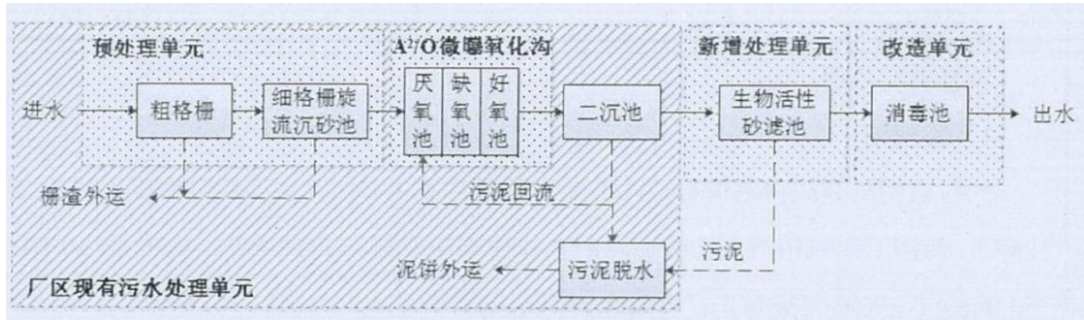 预处理单元
A²/O微曝氧化沟
新增处理单元
改造单元
进水
粗格栅
细格栅旋
流沉砂池
厌氧池
缺氧池
好氧池
二沉池
生物活性
砂滤池
消毒池
出水
栅渣外运
污泥回流
泥饼外运
污泥脱水
污泥
厂区现有污水处理单元